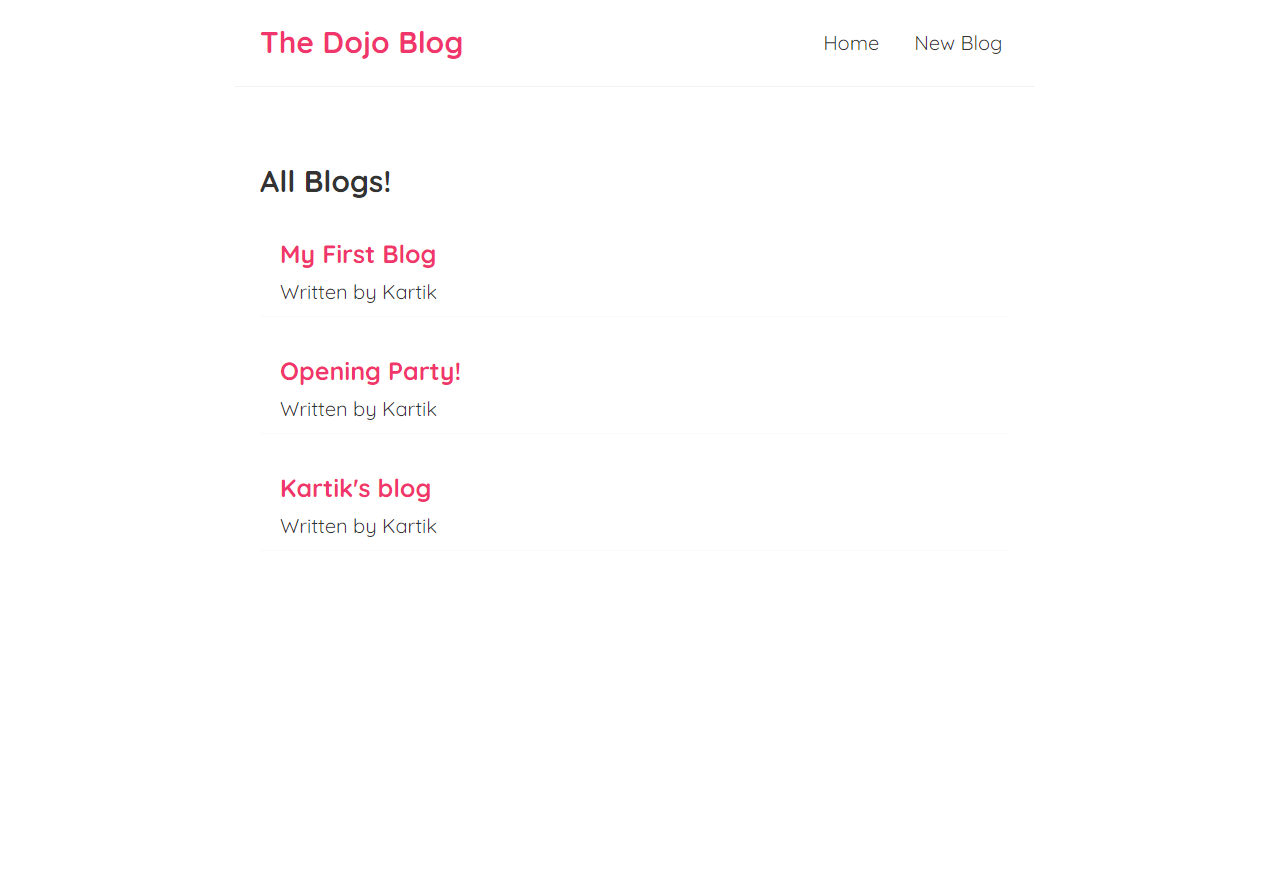 The Dojo Blog
Home New Blog
All Blogs!
My First Blog
Written by Kartik
Opening Party!
Written by Kartik
Kartik's blog
Written by Kartik